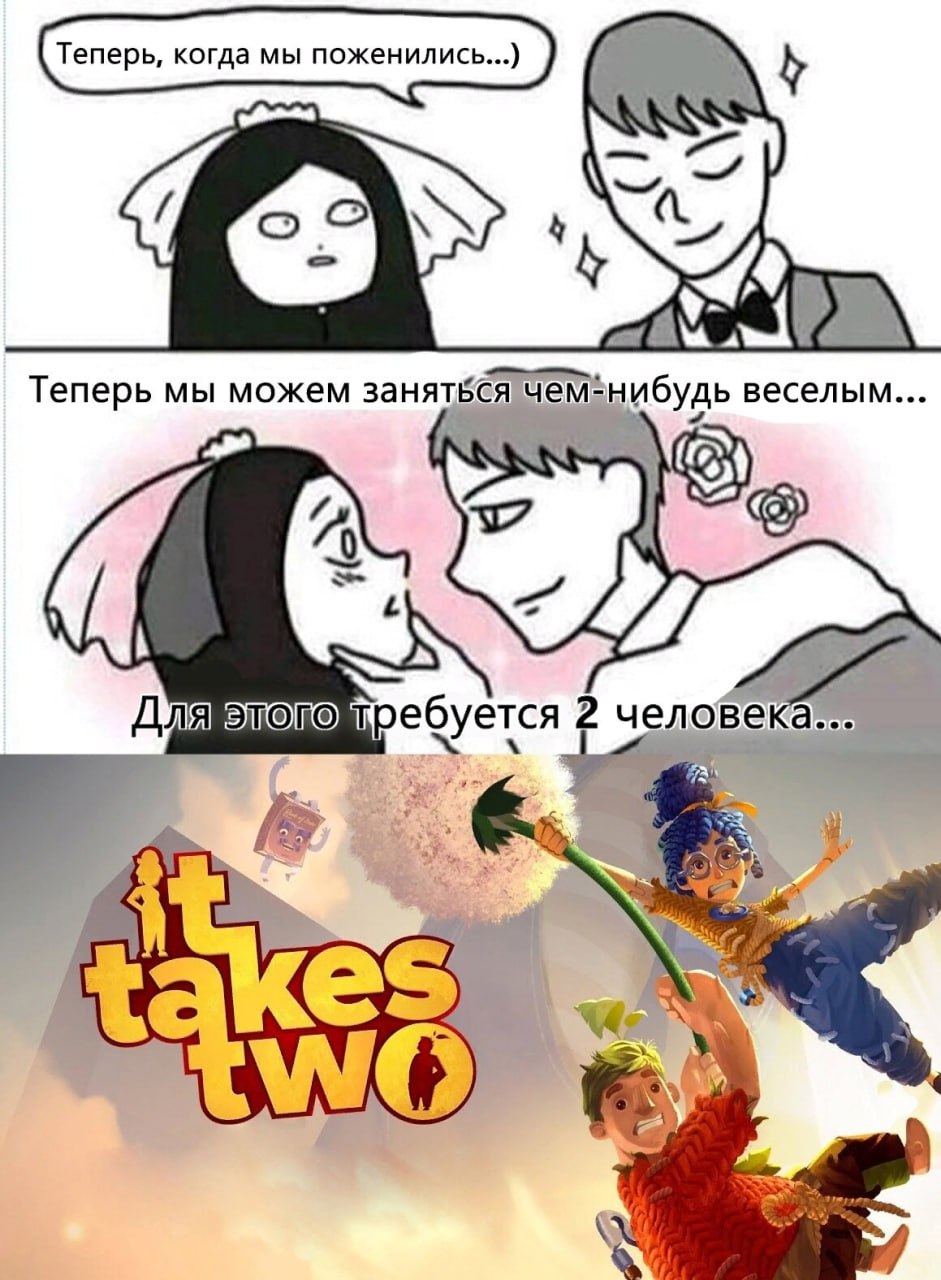 Теперь, когда мы поженились...)
Теперь мы можем заняться чем-нибудь веселым...
Для этого требуется 2 человека...
it
takes
two